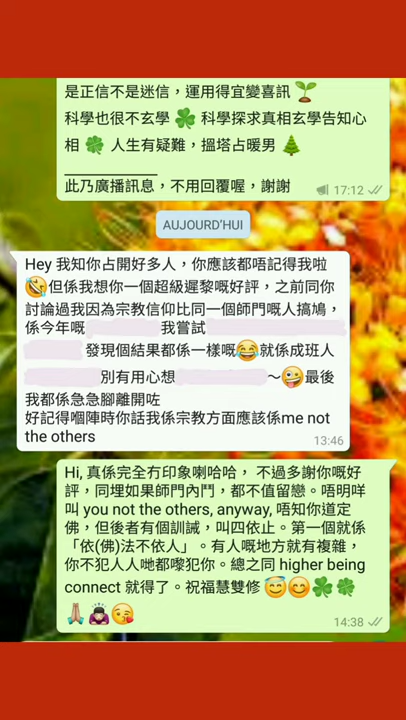 是正信不是迷信，運用得宜變喜訊🌱
科學也很不玄學 🍀 科學探求真相玄學告知心
相 🍀 人生有疑難，搵塔占暖男 🌲
此乃廣播訊息，不用回覆喔，謝謝
17:12
AUJOURD’HUI
Hey 我知你占開好多人，你應該都唔記得我啦
🤣但係我想你一個超級遲黎嘅好評，之前同你
討論過我因為宗教信仰比同一個師門嘅人搞鳩，
係今年嘅 我嘗試
發現個結果都係一樣嘅😂就係成班人
別有用心想 ～🤪最後
我都係急急腳離開咗
好記得嗰陣時你話我係宗教方面應該係me not
the others
13:46
Hi, 真係完全冇印象喇哈哈， 不過多謝你嘅好
評，同埋如果師門內鬥，都不值留戀。唔明咩
叫 you not the others, anyway, 唔知你道定
佛，但後者有個訓誡，叫四依止。第一個就係
「依(佛)法不依人」。有人嘅地方就有複雜，
你不犯人人哋都嚟犯你。總之同 higher being
connect 就得了。祝福慧雙修 😇😊🍀🍀
🙏🏻🙇🏻‍♀️😘
14:38